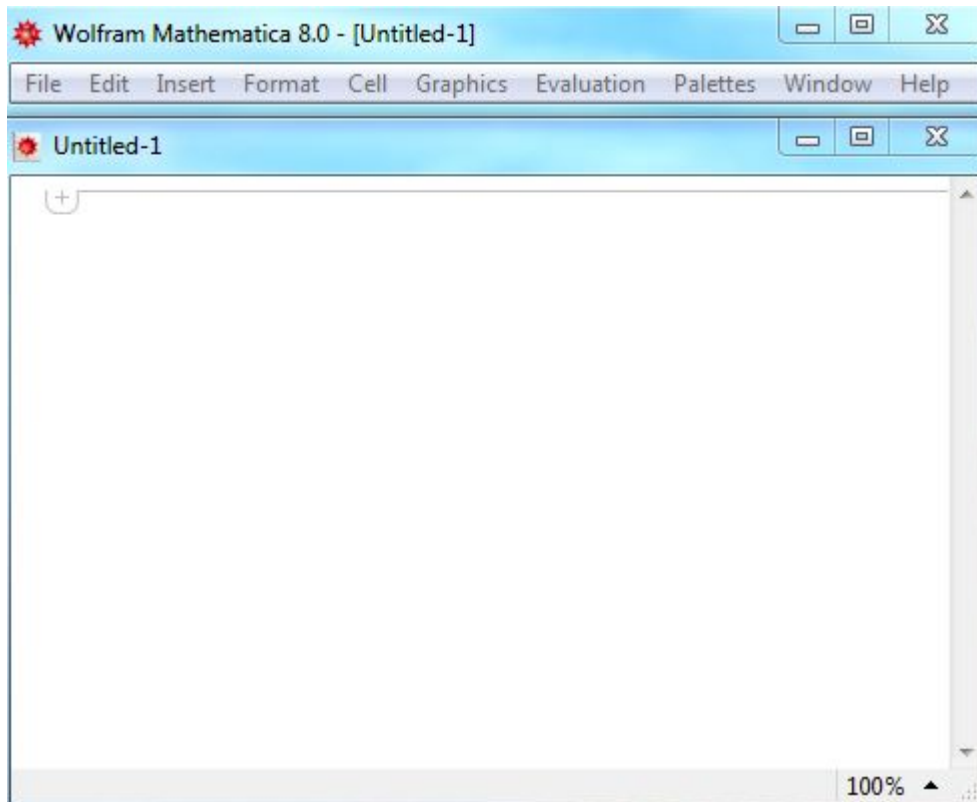 Wolfram Mathematica 8.0 - [Untitled-1]
File Edit Insert Format Cell Graphics Evaluation Palettes Window Help
Untitled-1
100%